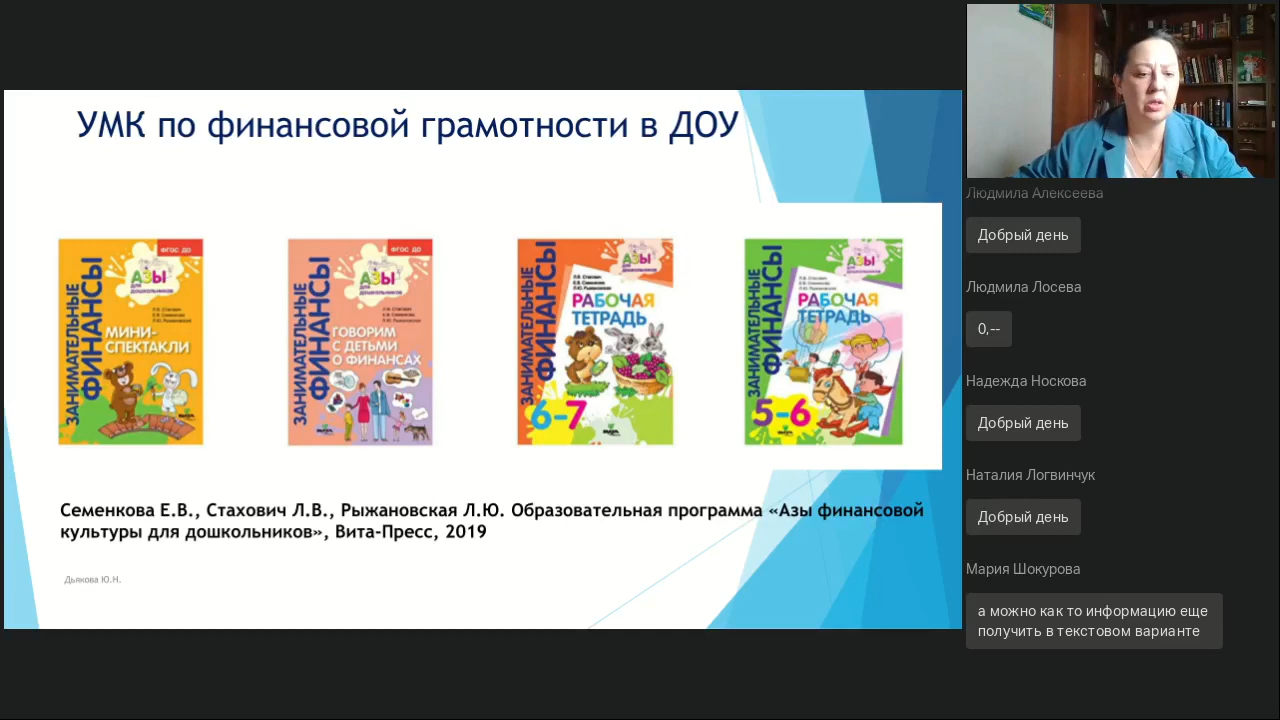 УМК по финансовой грамотности в ДОУ
ФГОС ДО
АЗЫ
ДЛЯ
ДОШКОЛЬНИКОВ
ЗАНИМАТЕЛЬНЫЕ
ФИНАНСЫ
МИНИ-
СПЕКТАКЛИ
ФГОС ДО
АЗЫ
ДЛЯ
ДОШКОЛЬНИКОВ
ЗАНИМАТЕЛЬНЫЕ
ФИНАНСЫ
ГОВОРИМ
С ДЕТЬМИ
О ФИНАНСАХ
АЗЫ
ЗАНИМАТЕЛЬНЫЕ
ФИНАНСЫ
РАБОЧАЯ
ТЕТРАДЬ
6-7
АЗЫ
ЗАНИМАТЕЛЬНЫЕ
ФИНАНСЫ
РАБОЧАЯ
ТЕТРАДЬ
5-6
Семенкова Е.В., Стахович Л.В., Рыжановская Л.Ю. Образовательная программа «Азы финансовой
культуры для дошкольников», Вита-Пресс, 2019
Дьякова Ю.Н.
Людмила Алексеева
Добрый день
Людмила Лосева
0,--
Надежда Носкова
Добрый день
Наталия Логвинчук
Добрый день
Мария Шокурова
а можно как то информацию еще
получить в текстовом варианте